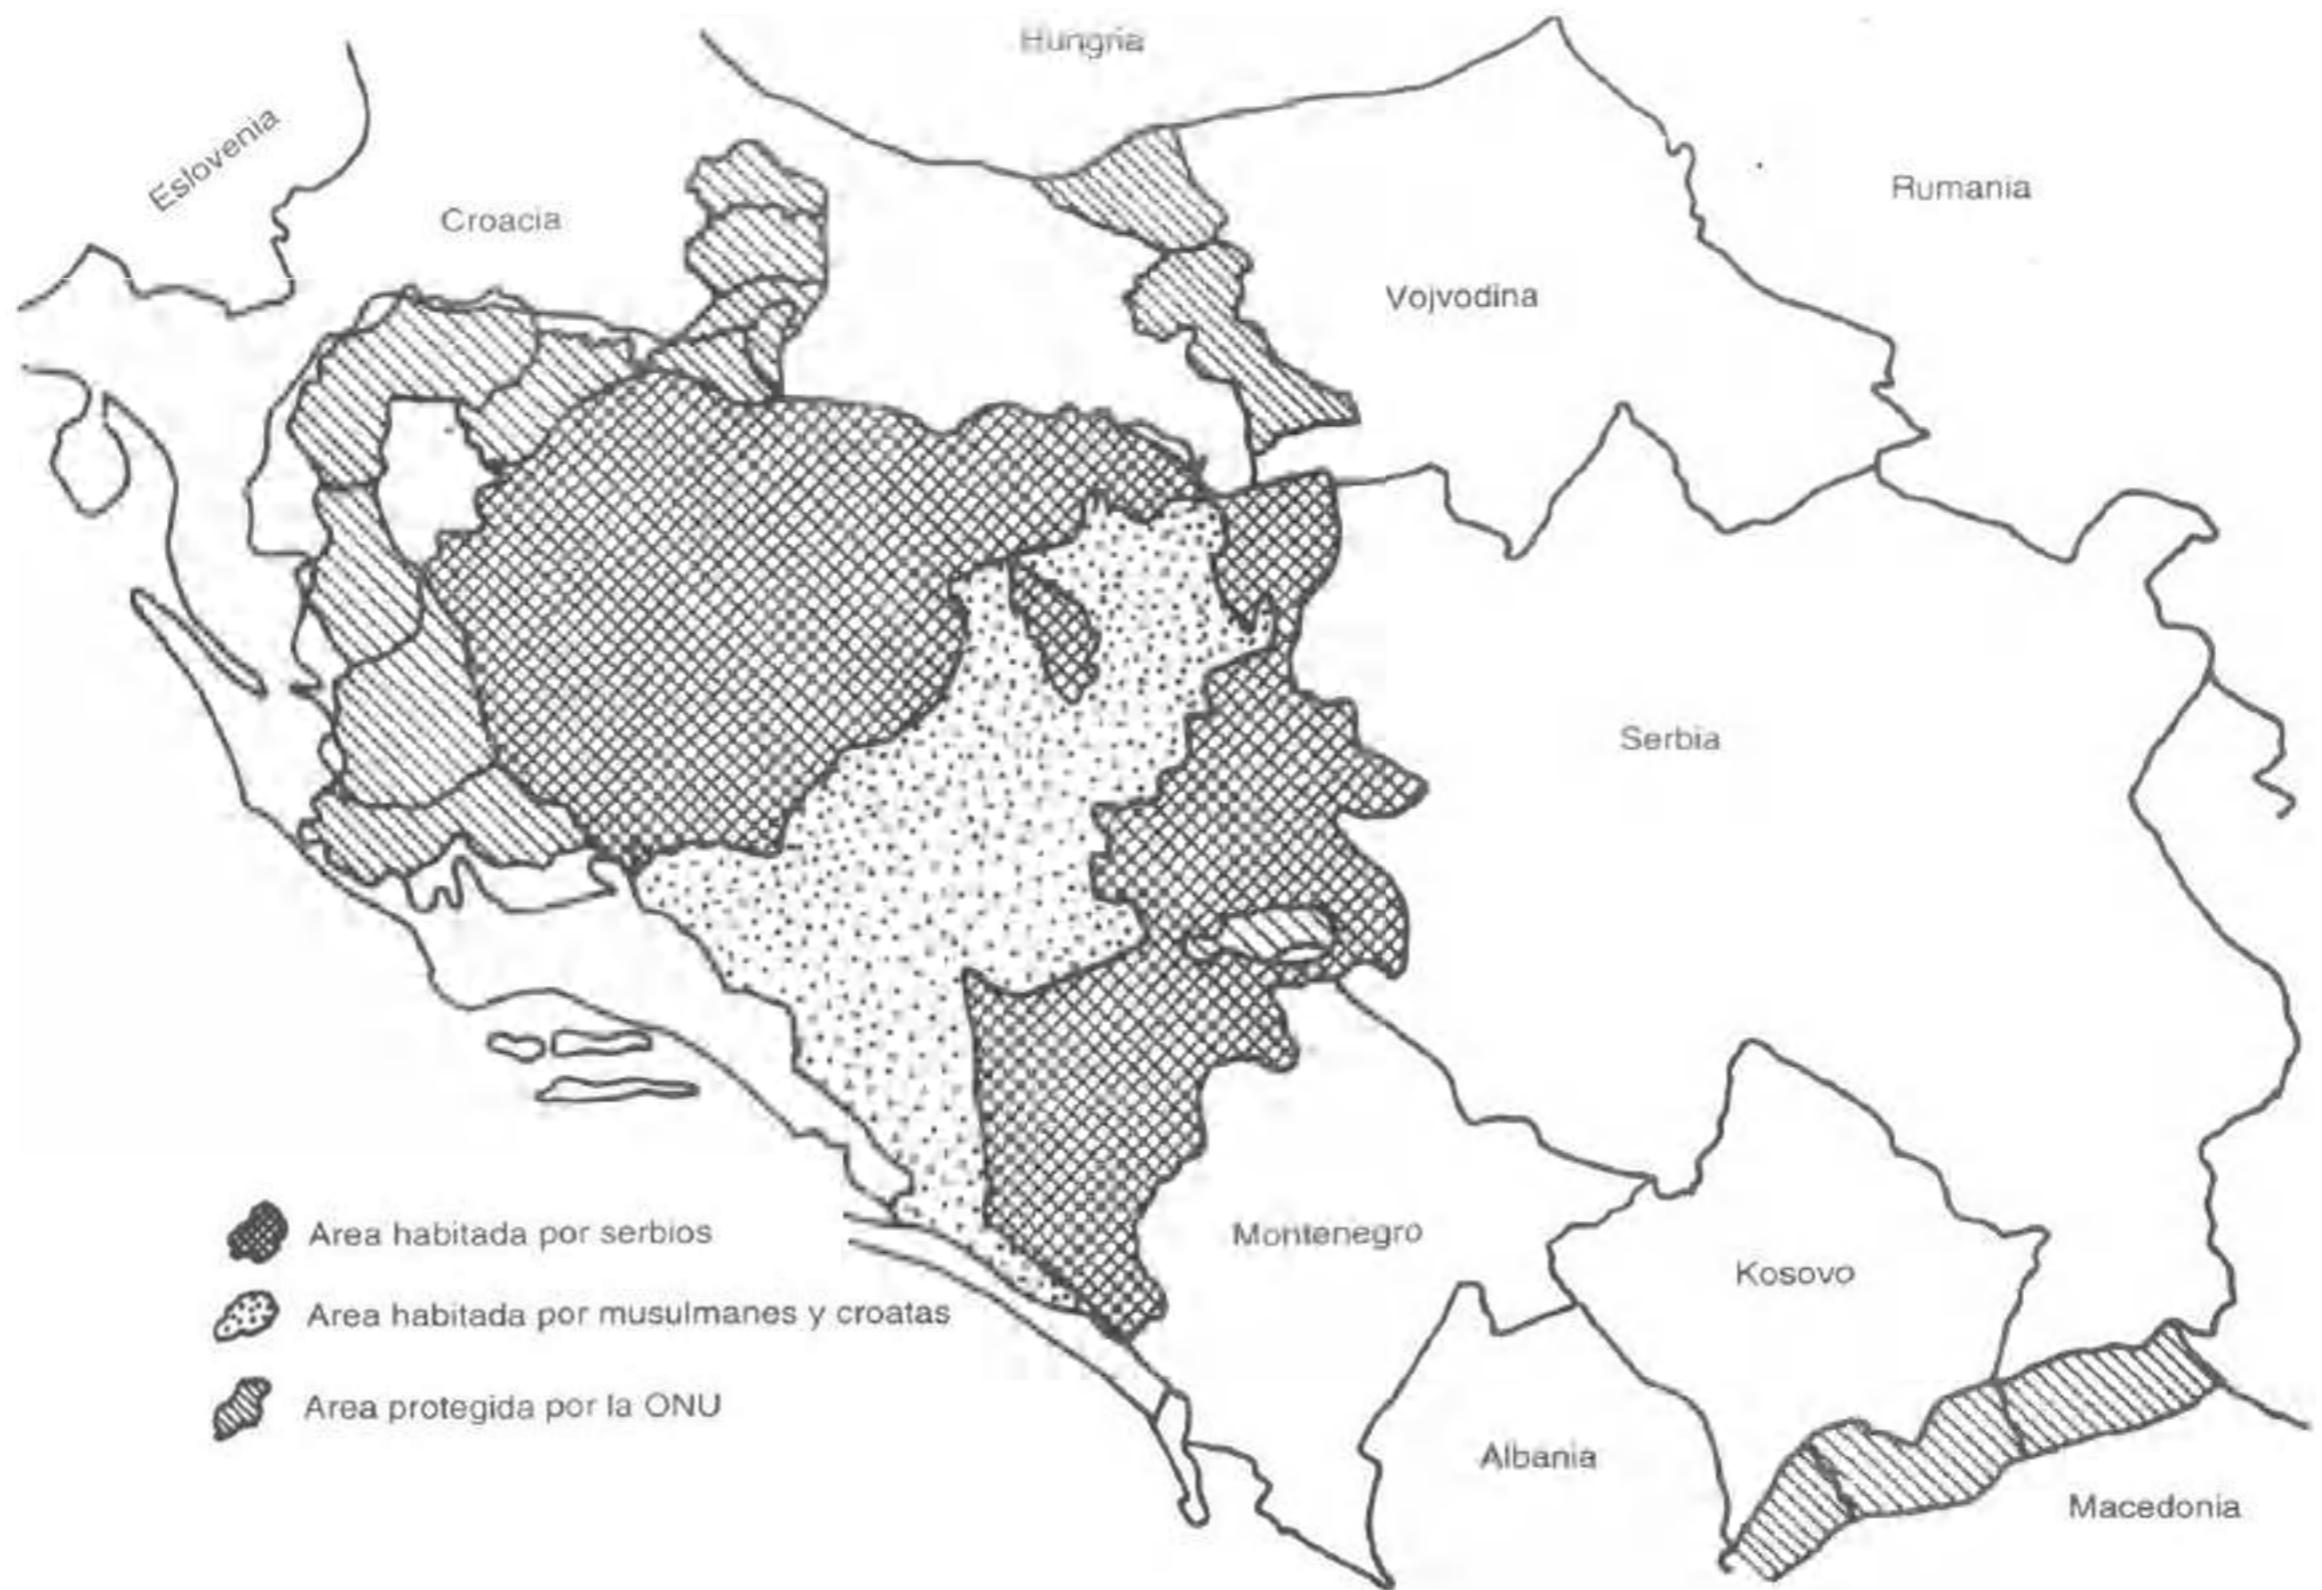 Hungria
Eslovenia
Croacia
Rumania
Vojvodina
Serbia
Montenegro
Kosovo
Albania
Macedonia
Area habitada por serbios
Area habitada por musulmanes y croatas
Area protegida por la ONU